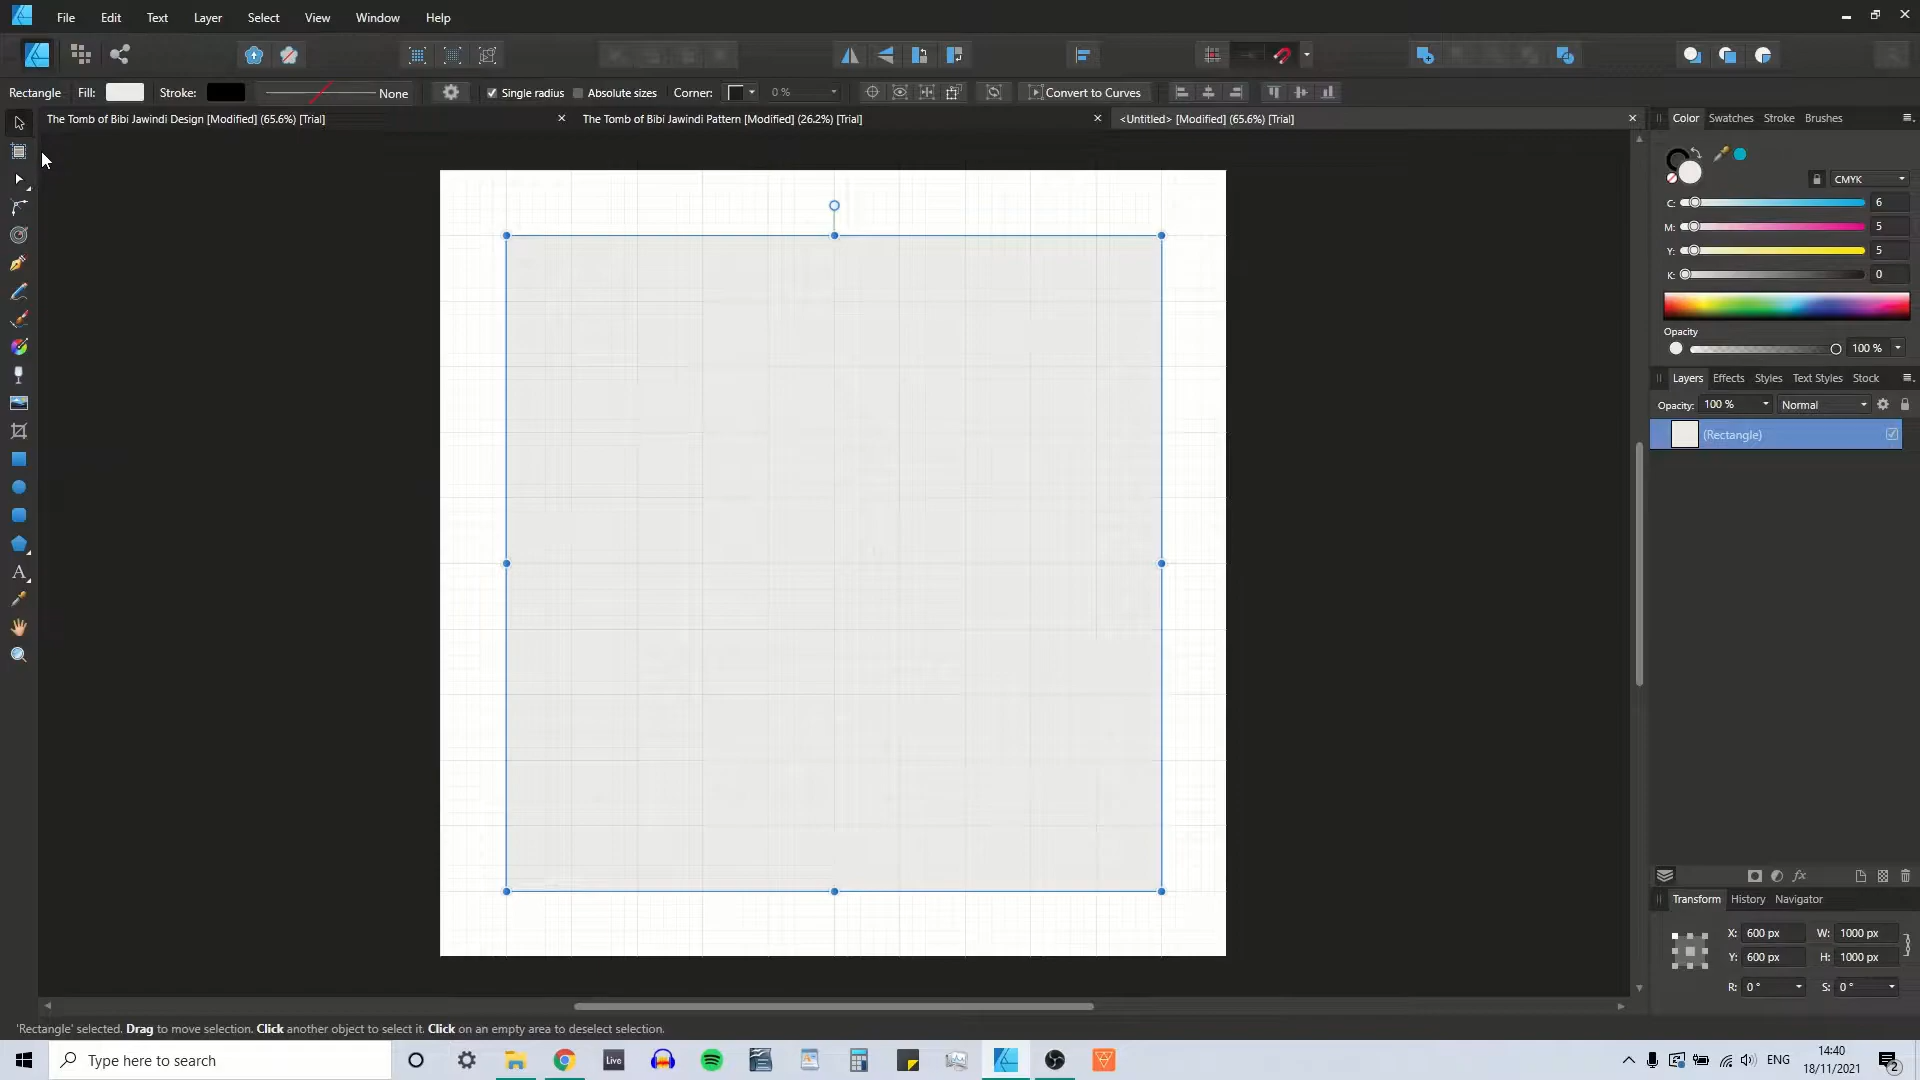 File Edit Text Layer Select View Window Help
Rectangle Fill: Stroke: None Single radius Absolute sizes Corner: 0 % Convert to Curves
The Tomb of Bibi Jawindi Design [Modified] (65.6%) [Trial]
The Tomb of Bibi Jawindi Pattern [Modified] (26.2%) [Trial]
<Untitled> [Modified] (65.6%) [Trial]
Color Swatches Stroke Brushes
CMYK
C: 6
M: 5
Y: 5
K: 0
Opacity
100 %
Layers Effects Styles Text Styles Stock
Opacity: 100 % Normal
(Rectangle)
fx
Transform History Navigator
X: 600 px W: 1000 px
Y: 600 px H: 1000 px
R: 0 ° S: 0 °
A
'Rectangle' selected. Drag to move selection. Click another object to select it. Click on an empty area to deselect selection.
Type here to search
Live
ENG
14:40
18/11/2021
2